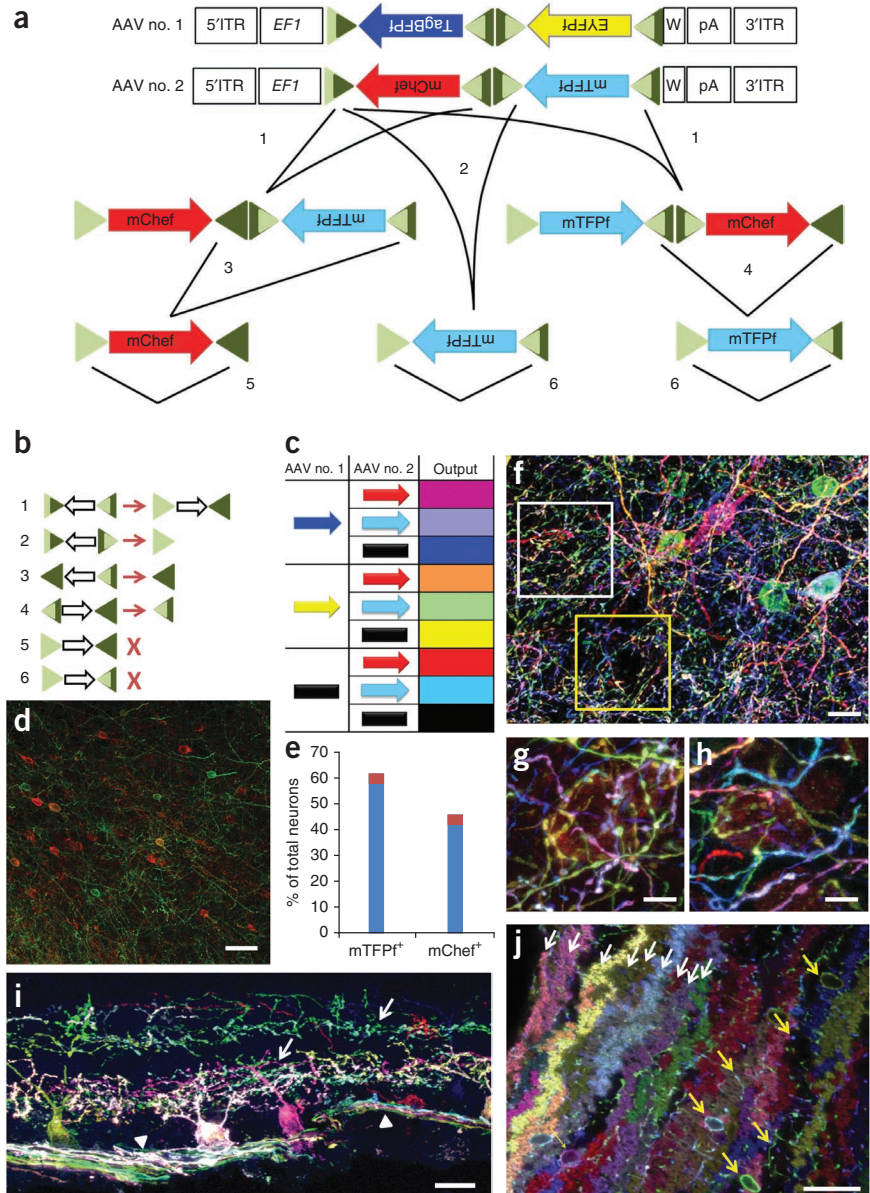 a
AAV no. 1
5′ITR
EF1
TagBFPf
EYFPf
W
pA
3′ITR
AAV no. 2
5′ITR
EF1
mChef
mTFPf
W
pA
3′ITR
1
2
1
mChef
mTFPf
mTFPf
mChef
3
4
mChef
mTFPf
mTFPf
5
6
6
b
1
2
3
4
5
X
6
X
c
AAV no. 1
AAV no. 2
Output
d
e
% of total neurons
70
60
50
40
30
20
10
0
mTFPf+
mChef+
f
g
h
i
j